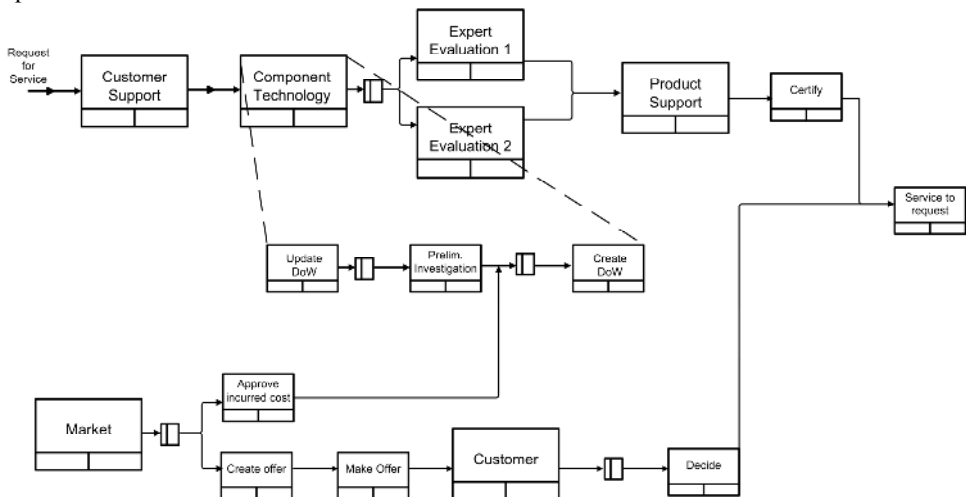 Request
for
Service
Customer
Support
Component
Technology
Expert
Evaluation 1
Expert
Evaluation 2
Product
Support
Certify
Service to
request
Update
DoW
Prelim.
Investigation
Create
DoW
Approve
incurred cost
Market
Create offer
Make Offer
Customer
Decide